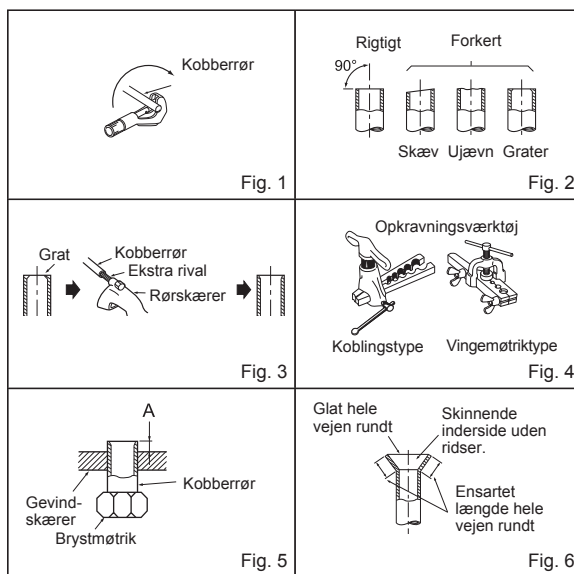 Kobberrør
Fig. 1
Rigtigt
Forkert
90°
Skæv Ujævn Grater
Fig. 2
Grat
Kobberrør
Ekstra rival
Rørskærer
Fig. 3
Opkravningsværktøj
Koblingstype
Vingemøtriktype
Fig. 4
A
Kobberrør
Gevind-
skærer
Brystmøtrik
Fig. 5
Glat hele
vejen rundt
Skinnende
inderside uden
ridser.
Ensartet
længde hele
vejen rundt
Fig. 6